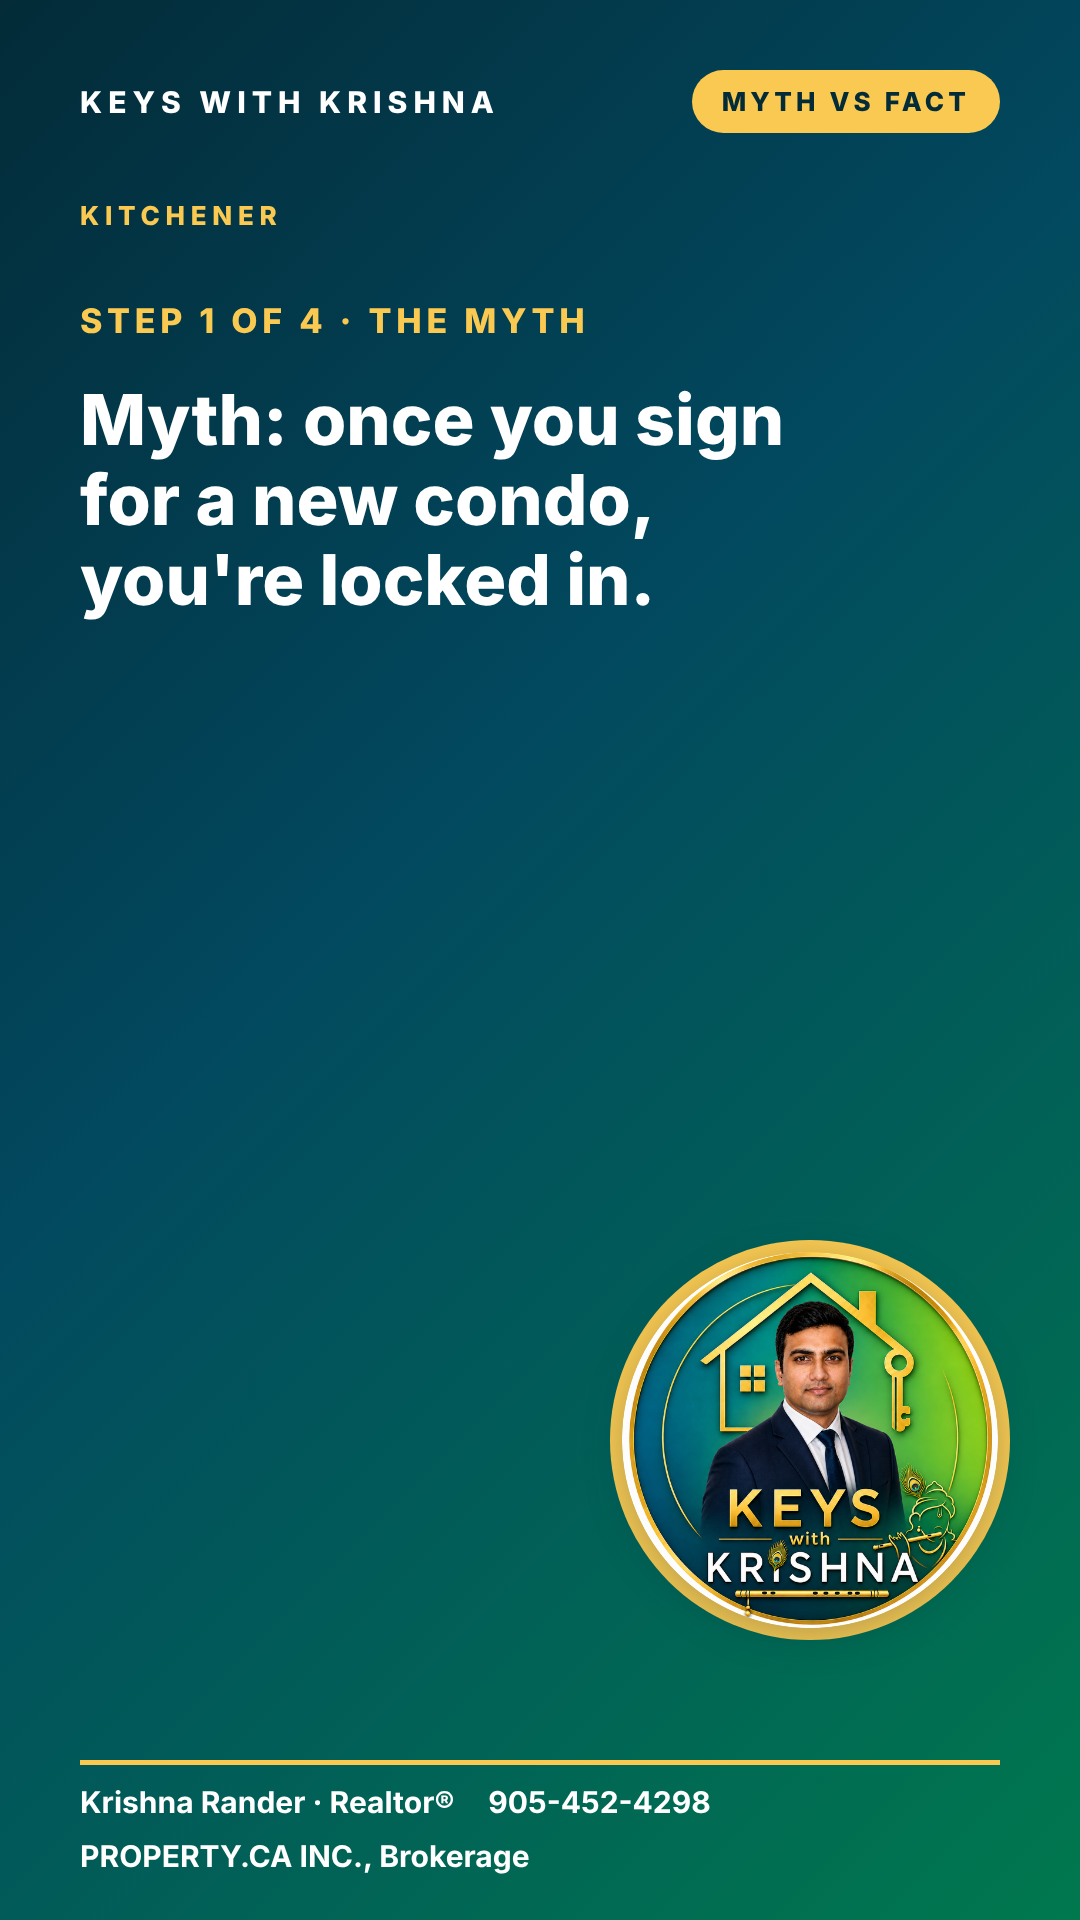 KEYS WITH KRISHNA
MYTH VS FACT
KITCHENER
STEP 1 OF 4 · THE MYTH
Myth: once you sign
for a new condo,
you're locked in.
KEYS
with
KRISHNA
Krishna Rander · Realtor® 905-452-4298
PROPERTY.CA INC., Brokerage